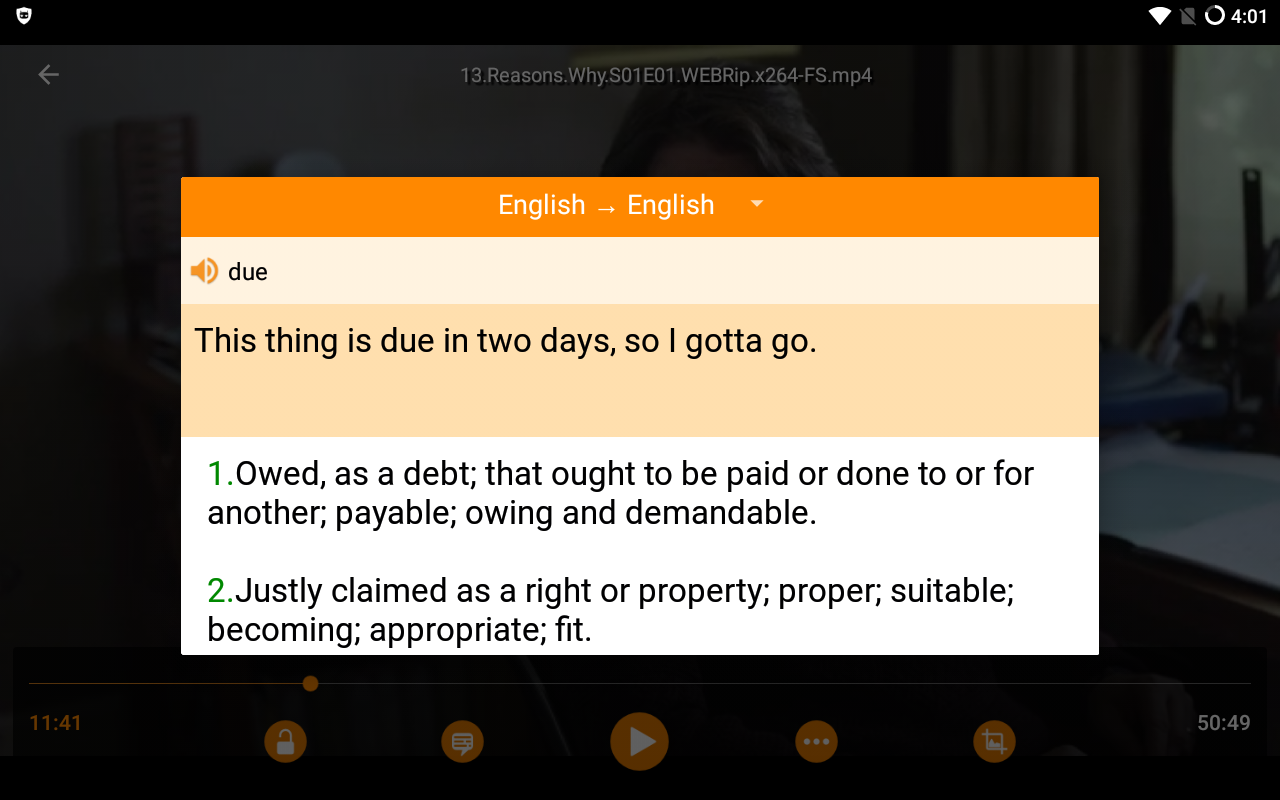 4:01
13.Reasons.Why.S01E01.WEBRip.x264-FS.mp4
English → English
due
This thing is due in two days, so I gotta go.
1.Owed, as a debt; that ought to be paid or done to or for
another; payable; owing and demandable.
2.Justly claimed as a right or property; proper; suitable;
becoming; appropriate; fit.
11:41
50:49